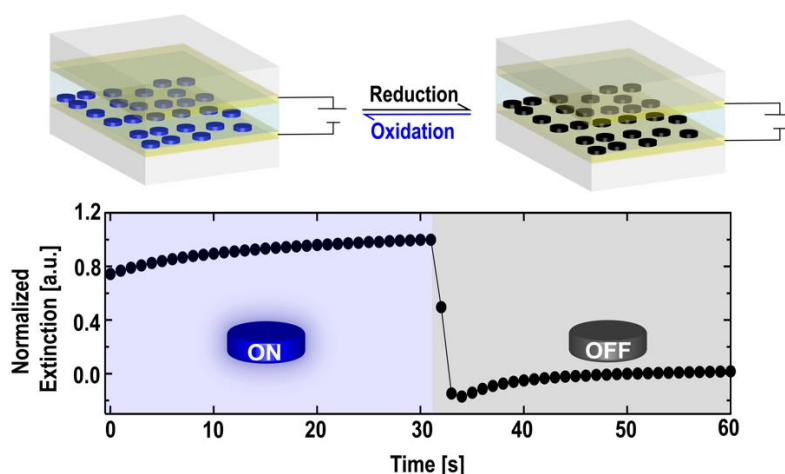 Reduction
Oxidation
Normalized
Extinction [a.u.]
1.2
0.8
0.4
0.0
ON
OFF
0
10
20
30
40
50
60
Time [s]